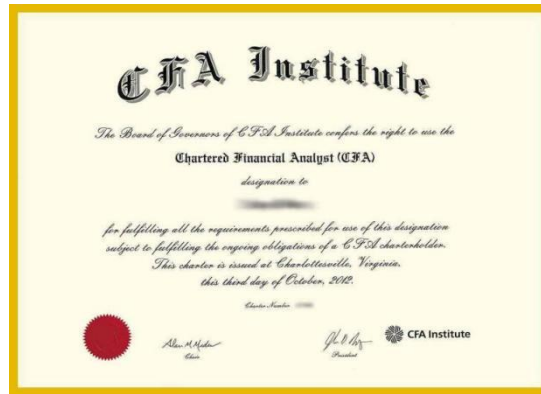 CFA Institute
The Board of Governors of CFA Institute confers the right to use the
Chartered Financial Analyst (CFA)
designation to
for fulfilling all the requirements prescribed for use of this designation
subject to fulfilling the ongoing obligations of a CFA charterholder.
This charter is issued at Charlottesville, Virginia.
this third day of October, 2012.
Charter Number
Chair
President
CFA Institute